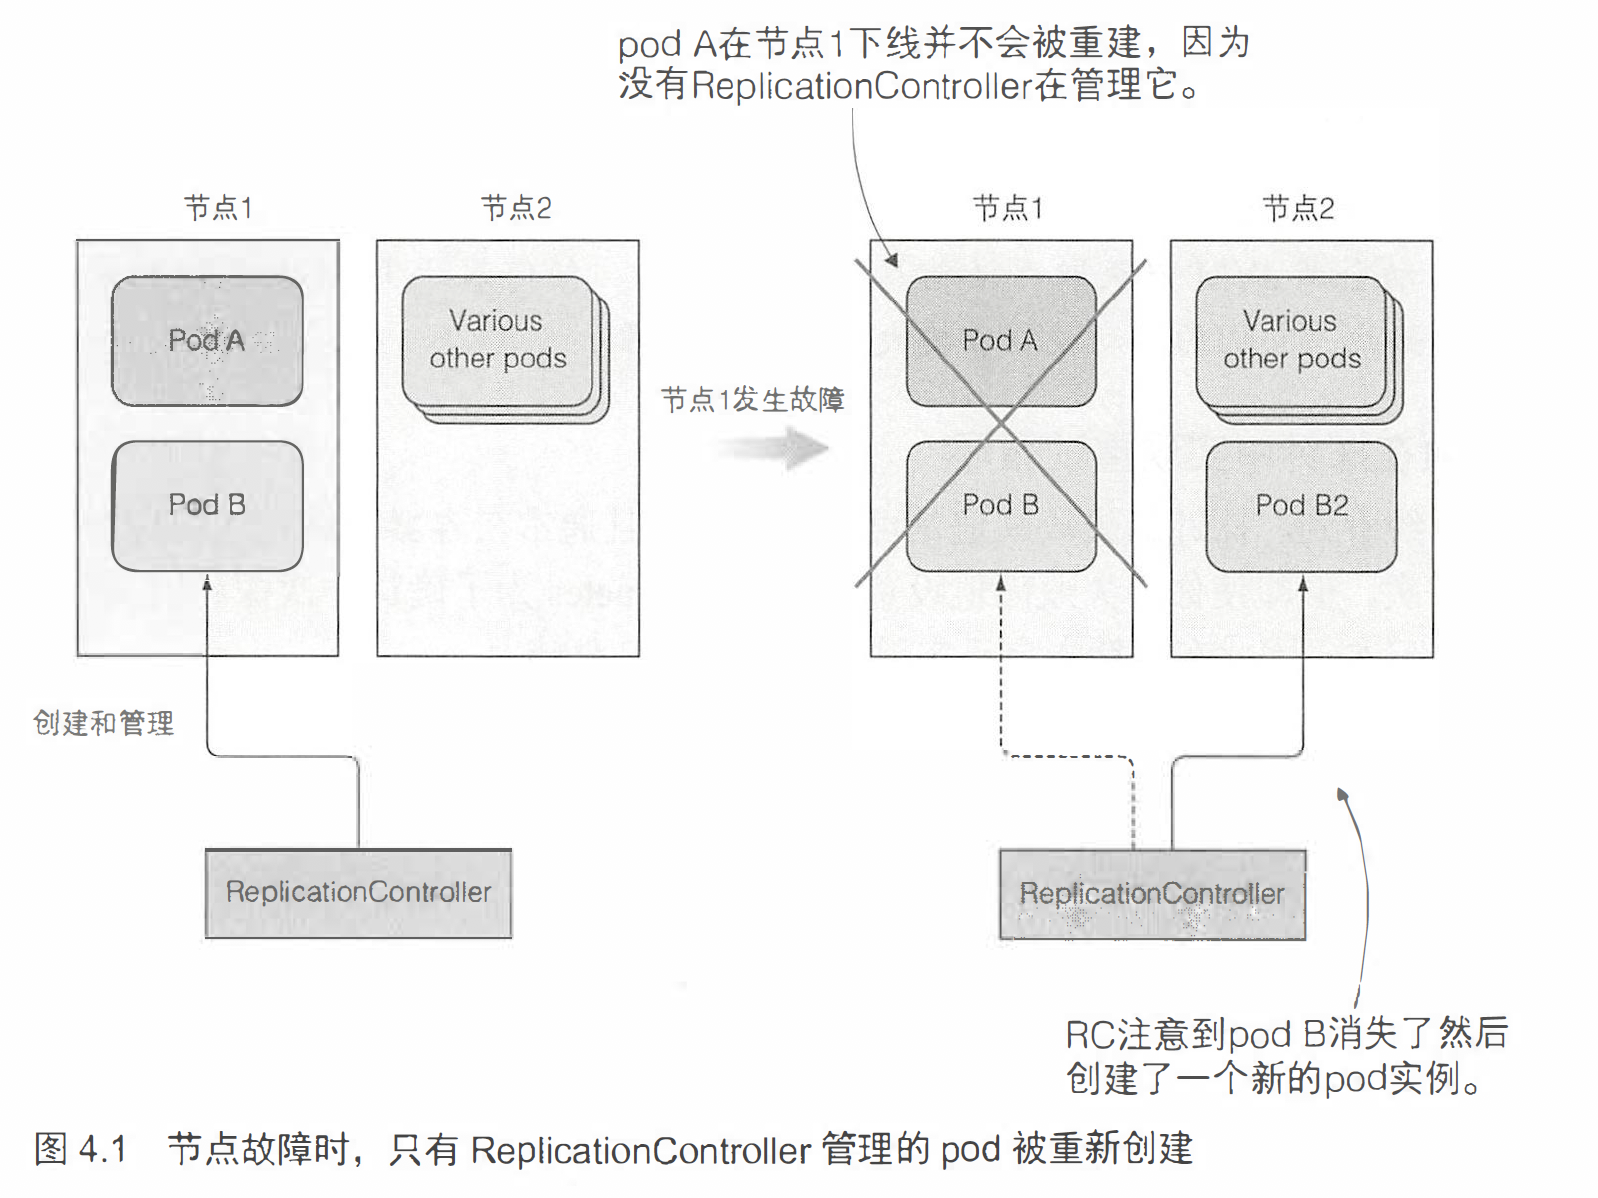 pod A在节点1下线并不会被重建，因为
没有ReplicationController在管理它。
节点1
节点2
节点1
节点2
Pod A
Various
other pods
Pod A
Various
other pods
节点1发生故障
Pod B
Pod B
Pod B2
创建和管理
ReplicationController
ReplicationController
RC注意到pod B消失了然后
创建了一个新的pod实例。
图 4.1 节点故障时，只有 ReplicationController 管理的 pod 被重新创建